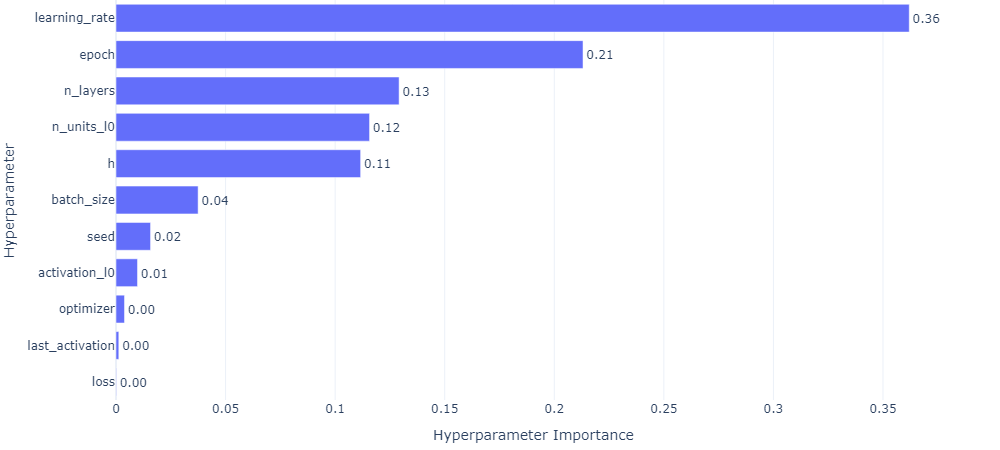 learning_rate 0.36
epoch 0.21
n_layers 0.13
n_units_l0 0.12
h 0.11
batch_size 0.04
seed 0.02
activation_l0 0.01
optimizer 0.00
last_activation 0.00
loss 0.00
0 0.05 0.1 0.15 0.2 0.25 0.3 0.35
Hyperparameter Importance
Hyperparameter